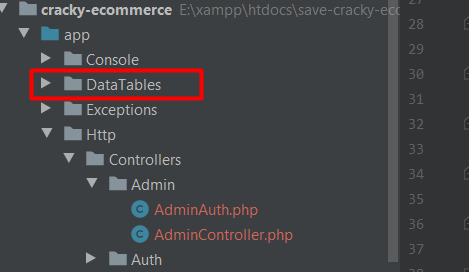 cracky-ecommerce E:\xampp\htdocs\save-cracky-ec
28
app
29
Console
30
DataTables
31
Exceptions
32
Http
33
Controllers
34
Admin
35
AdminAuth.php
36
AdminController.php
37
Auth
38